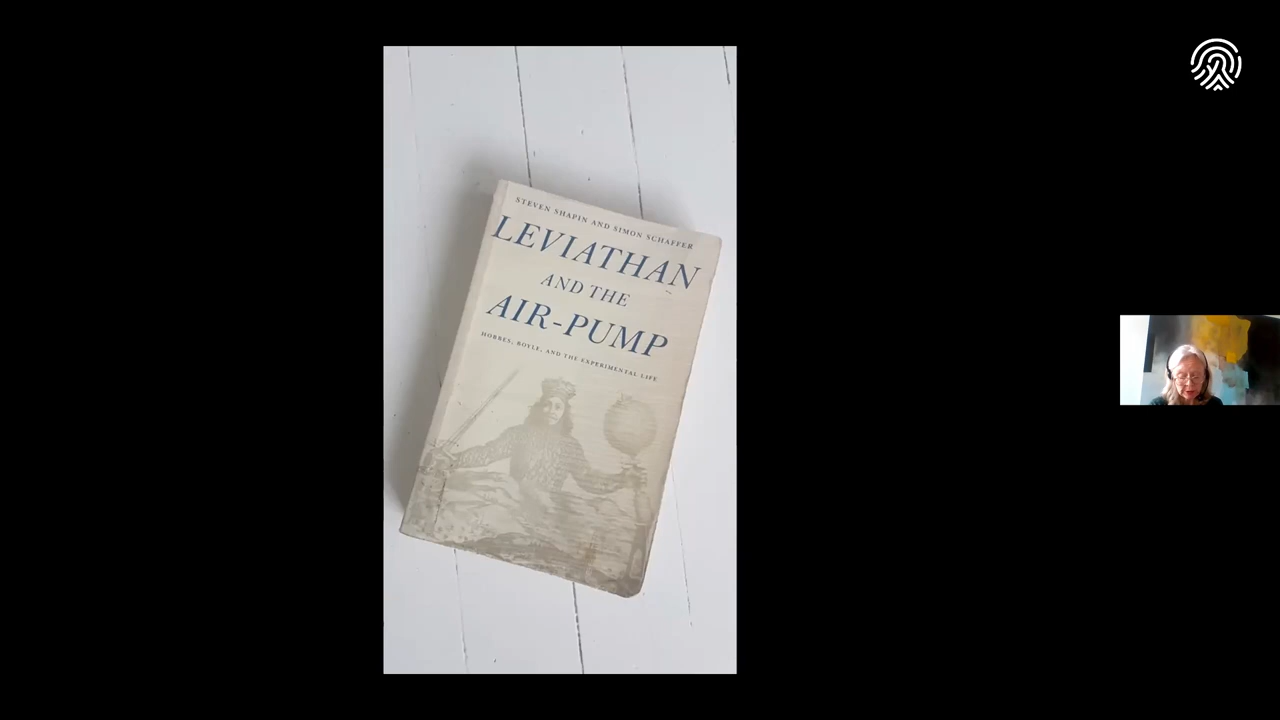 STEVEN SHAPIN AND SIMON SCHAFFER
LEVIATHAN
AND THE
AIR-PUMP
HOBBES, BOYLE, AND THE EXPERIMENTAL LIFE